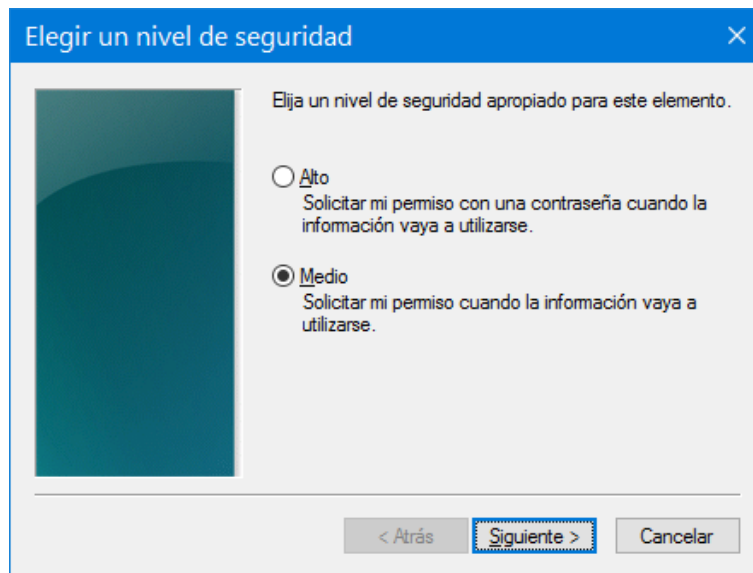 Elegir un nivel de seguridad
Elija un nivel de seguridad apropiado para este elemento.
Alto
Solicitar mi permiso con una contraseña cuando la
información vaya a utilizarse.
Medio
Solicitar mi permiso cuando la información vaya a
utilizarse.
< Atrás
Siguiente >
Cancelar